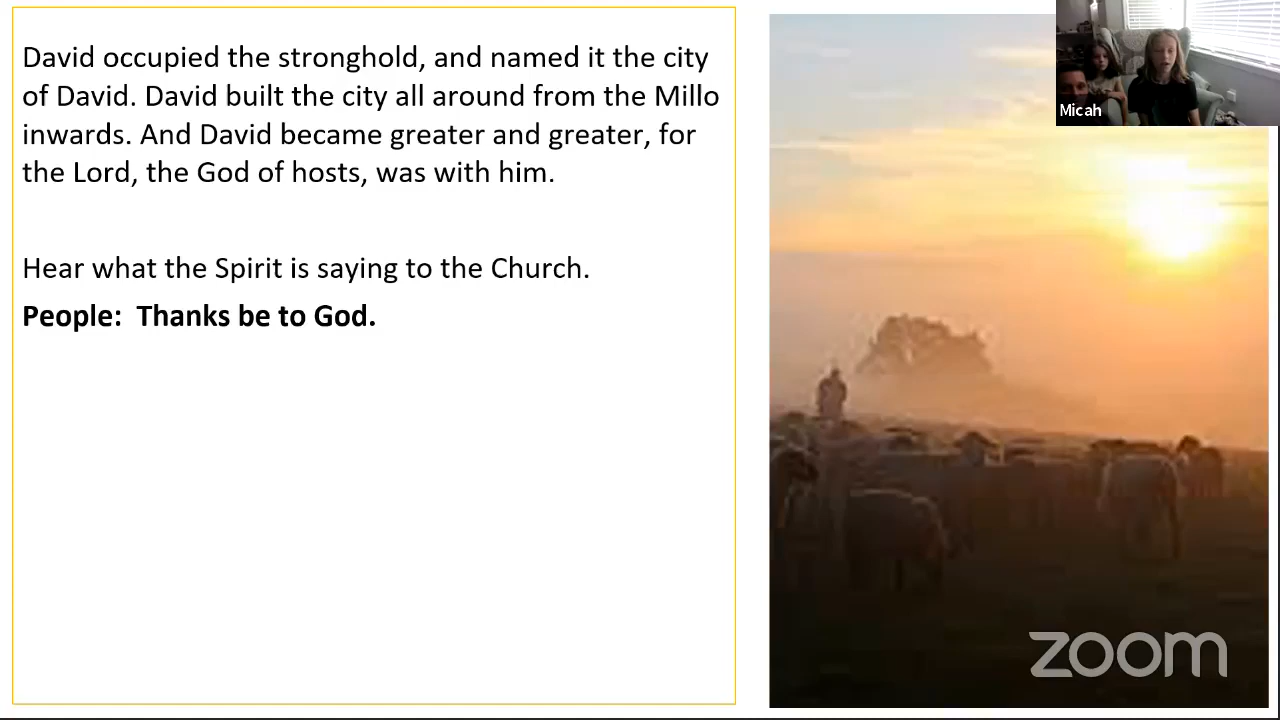 David occupied the stronghold, and named it the city
of David. David built the city all around from the Millo
inwards. And David became greater and greater, for
the Lord, the God of hosts, was with him.
Hear what the Spirit is saying to the Church.
People: Thanks be to God.
Micah
zoom